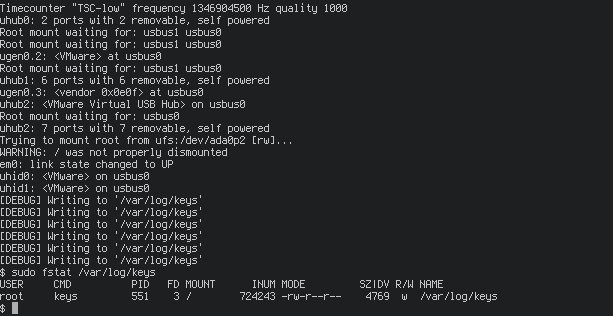 Timecounter "TSC-low" frequency 1346904500 Hz quality 1000
uhub0: 2 ports with 2 removable, self powered
Root mount waiting for: usbus1 usbus0
Root mount waiting for: usbus1 usbus0
ugen0.2: <VMware> at usbus0
Root mount waiting for: usbus1 usbus0
uhub1: 6 ports with 6 removable, self powered
ugen0.3: <vendor 0x0e0f> at usbus0
uhub2: <VMware Virtual USB Hub> on usbus0
Root mount waiting for: usbus0
uhub2: 7 ports with 7 removable, self powered
Trying to mount root from ufs:/dev/ada0p2 [rw]...
WARNING: / was not properly dismounted
em0: link state changed to UP
uhid0: <VMware> on usbus0
uhid1: <VMware> on usbus0
[DEBUG] Writing to '/var/log/keys'
[DEBUG] Writing to '/var/log/keys'
[DEBUG] Writing to '/var/log/keys'
[DEBUG] Writing to '/var/log/keys'
[DEBUG] Writing to '/var/log/keys'
[DEBUG] Writing to '/var/log/keys'
$ sudo fstat /var/log/keys
USER     CMD          PID   FD MOUNT      INUM MODE         SZ|DV R/W NAME
root     keys         551    3 /        724243 -rw-r--r--    4769  w  /var/log/keys
$